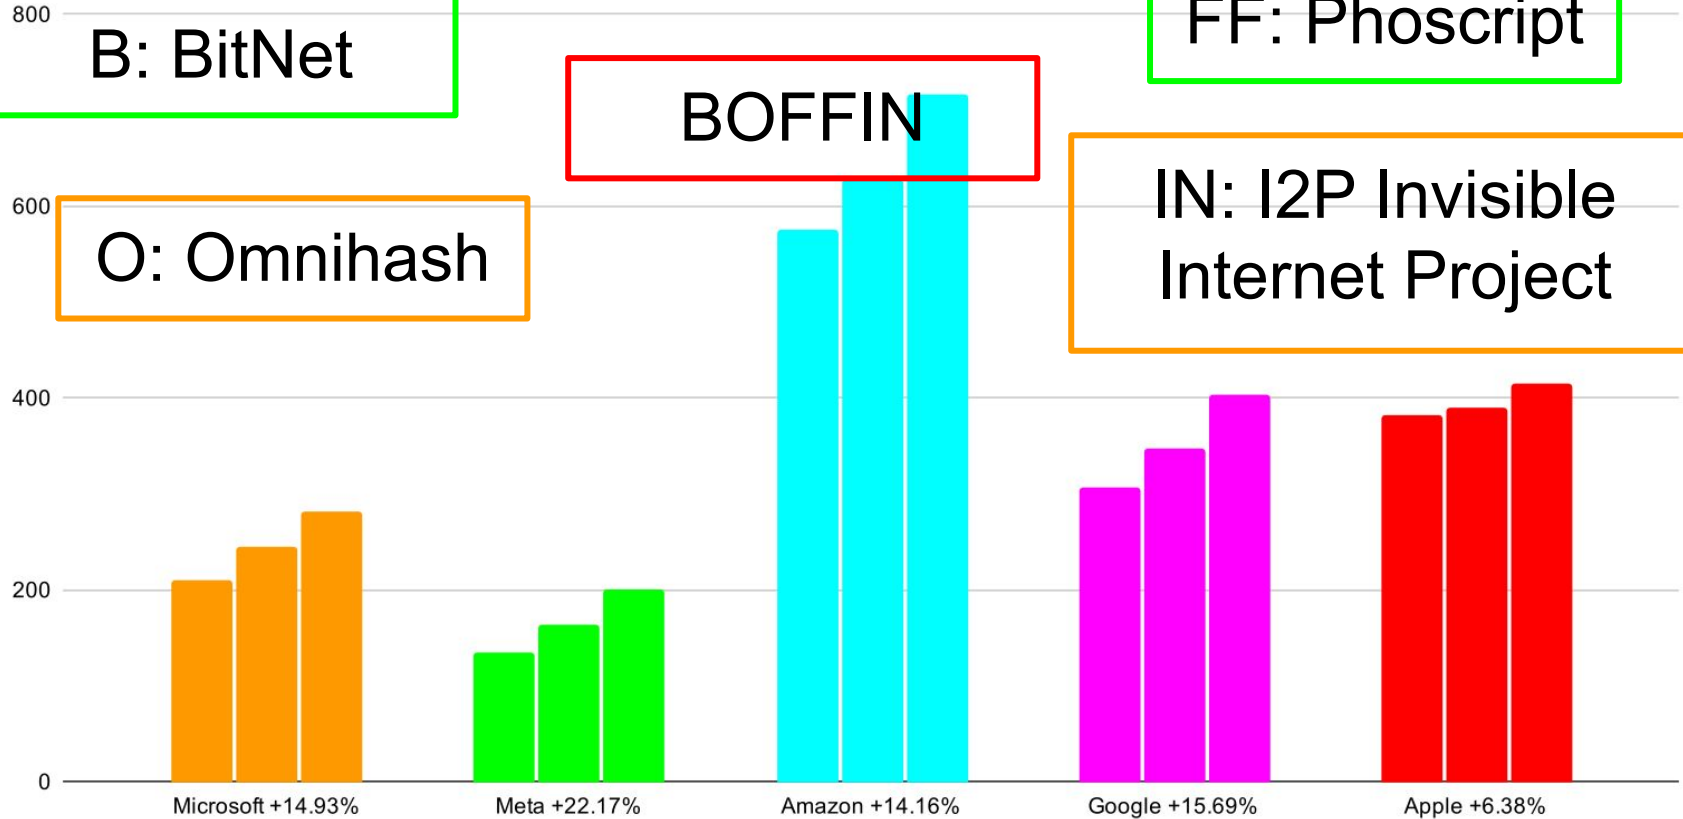 800
B: BitNet
FF: Phoscript
BOFFIN
IN: I2P Invisible
Internet Project
600
O: Omnihash
400
200
0
Microsoft +14.93%
Meta +22.17%
Amazon +14.16%
Google +15.69%
Apple +6.38%